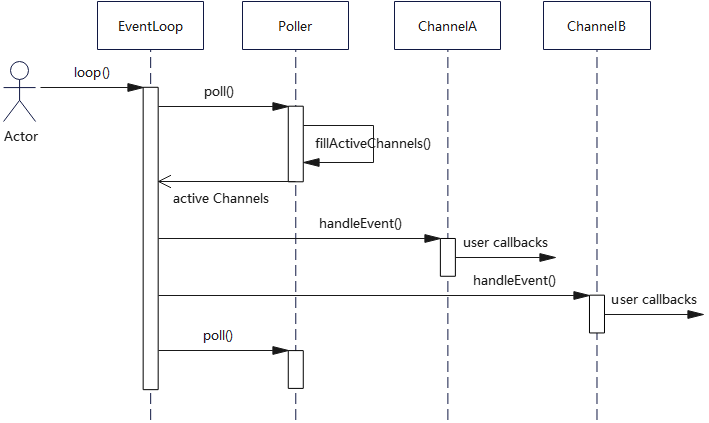 EventLoop
Poller
ChannelA
ChannelB
loop()
poll()
Actor
fillActiveChannels()
active Channels
handleEvent()
user callbacks
handleEvent()
user callbacks
poll()